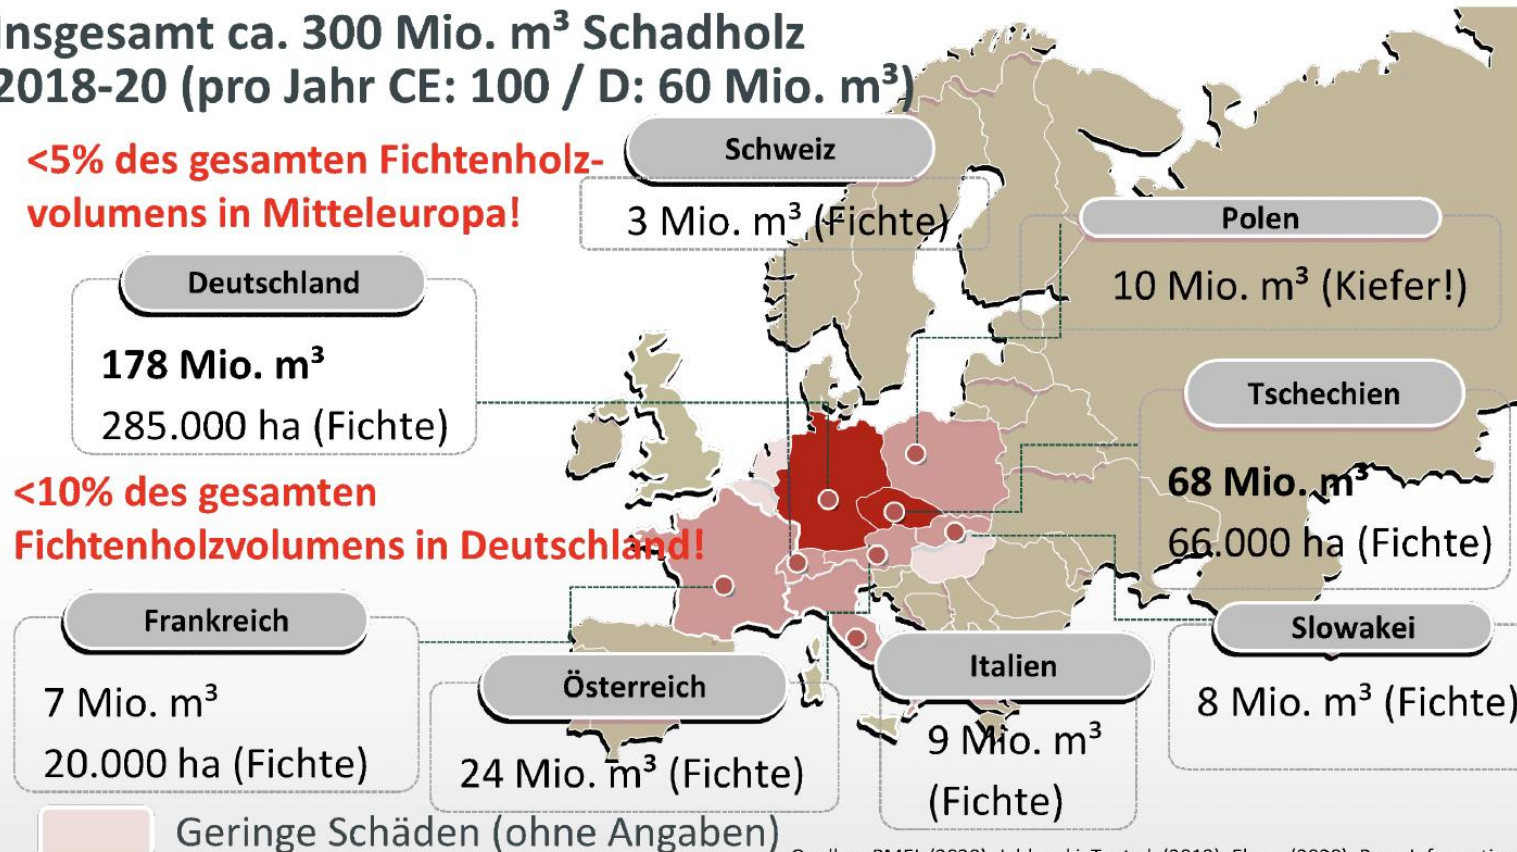 Insgesamt ca. 300 Mio. m³ Schadholz
2018-20 (pro Jahr CE: 100 / D: 60 Mio. m³)
<5% des gesamten Fichtenholz-
volumens in Mitteleuropa!
Schweiz
3 Mio. m³ (Fichte)
Polen
10 Mio. m³ (Kiefer!)
Deutschland
178 Mio. m³
285.000 ha (Fichte)
Tschechien
68 Mio. m³
66.000 ha (Fichte)
<10% des gesamten
Fichtenholzvolumens in Deutschland!
Frankreich
7 Mio. m³
20.000 ha (Fichte)
Österreich
24 Mio. m³ (Fichte)
Italien
9 Mio. m³
(Fichte)
Slowakei
8 Mio. m³ (Fichte)
Geringe Schäden (ohne Angaben)